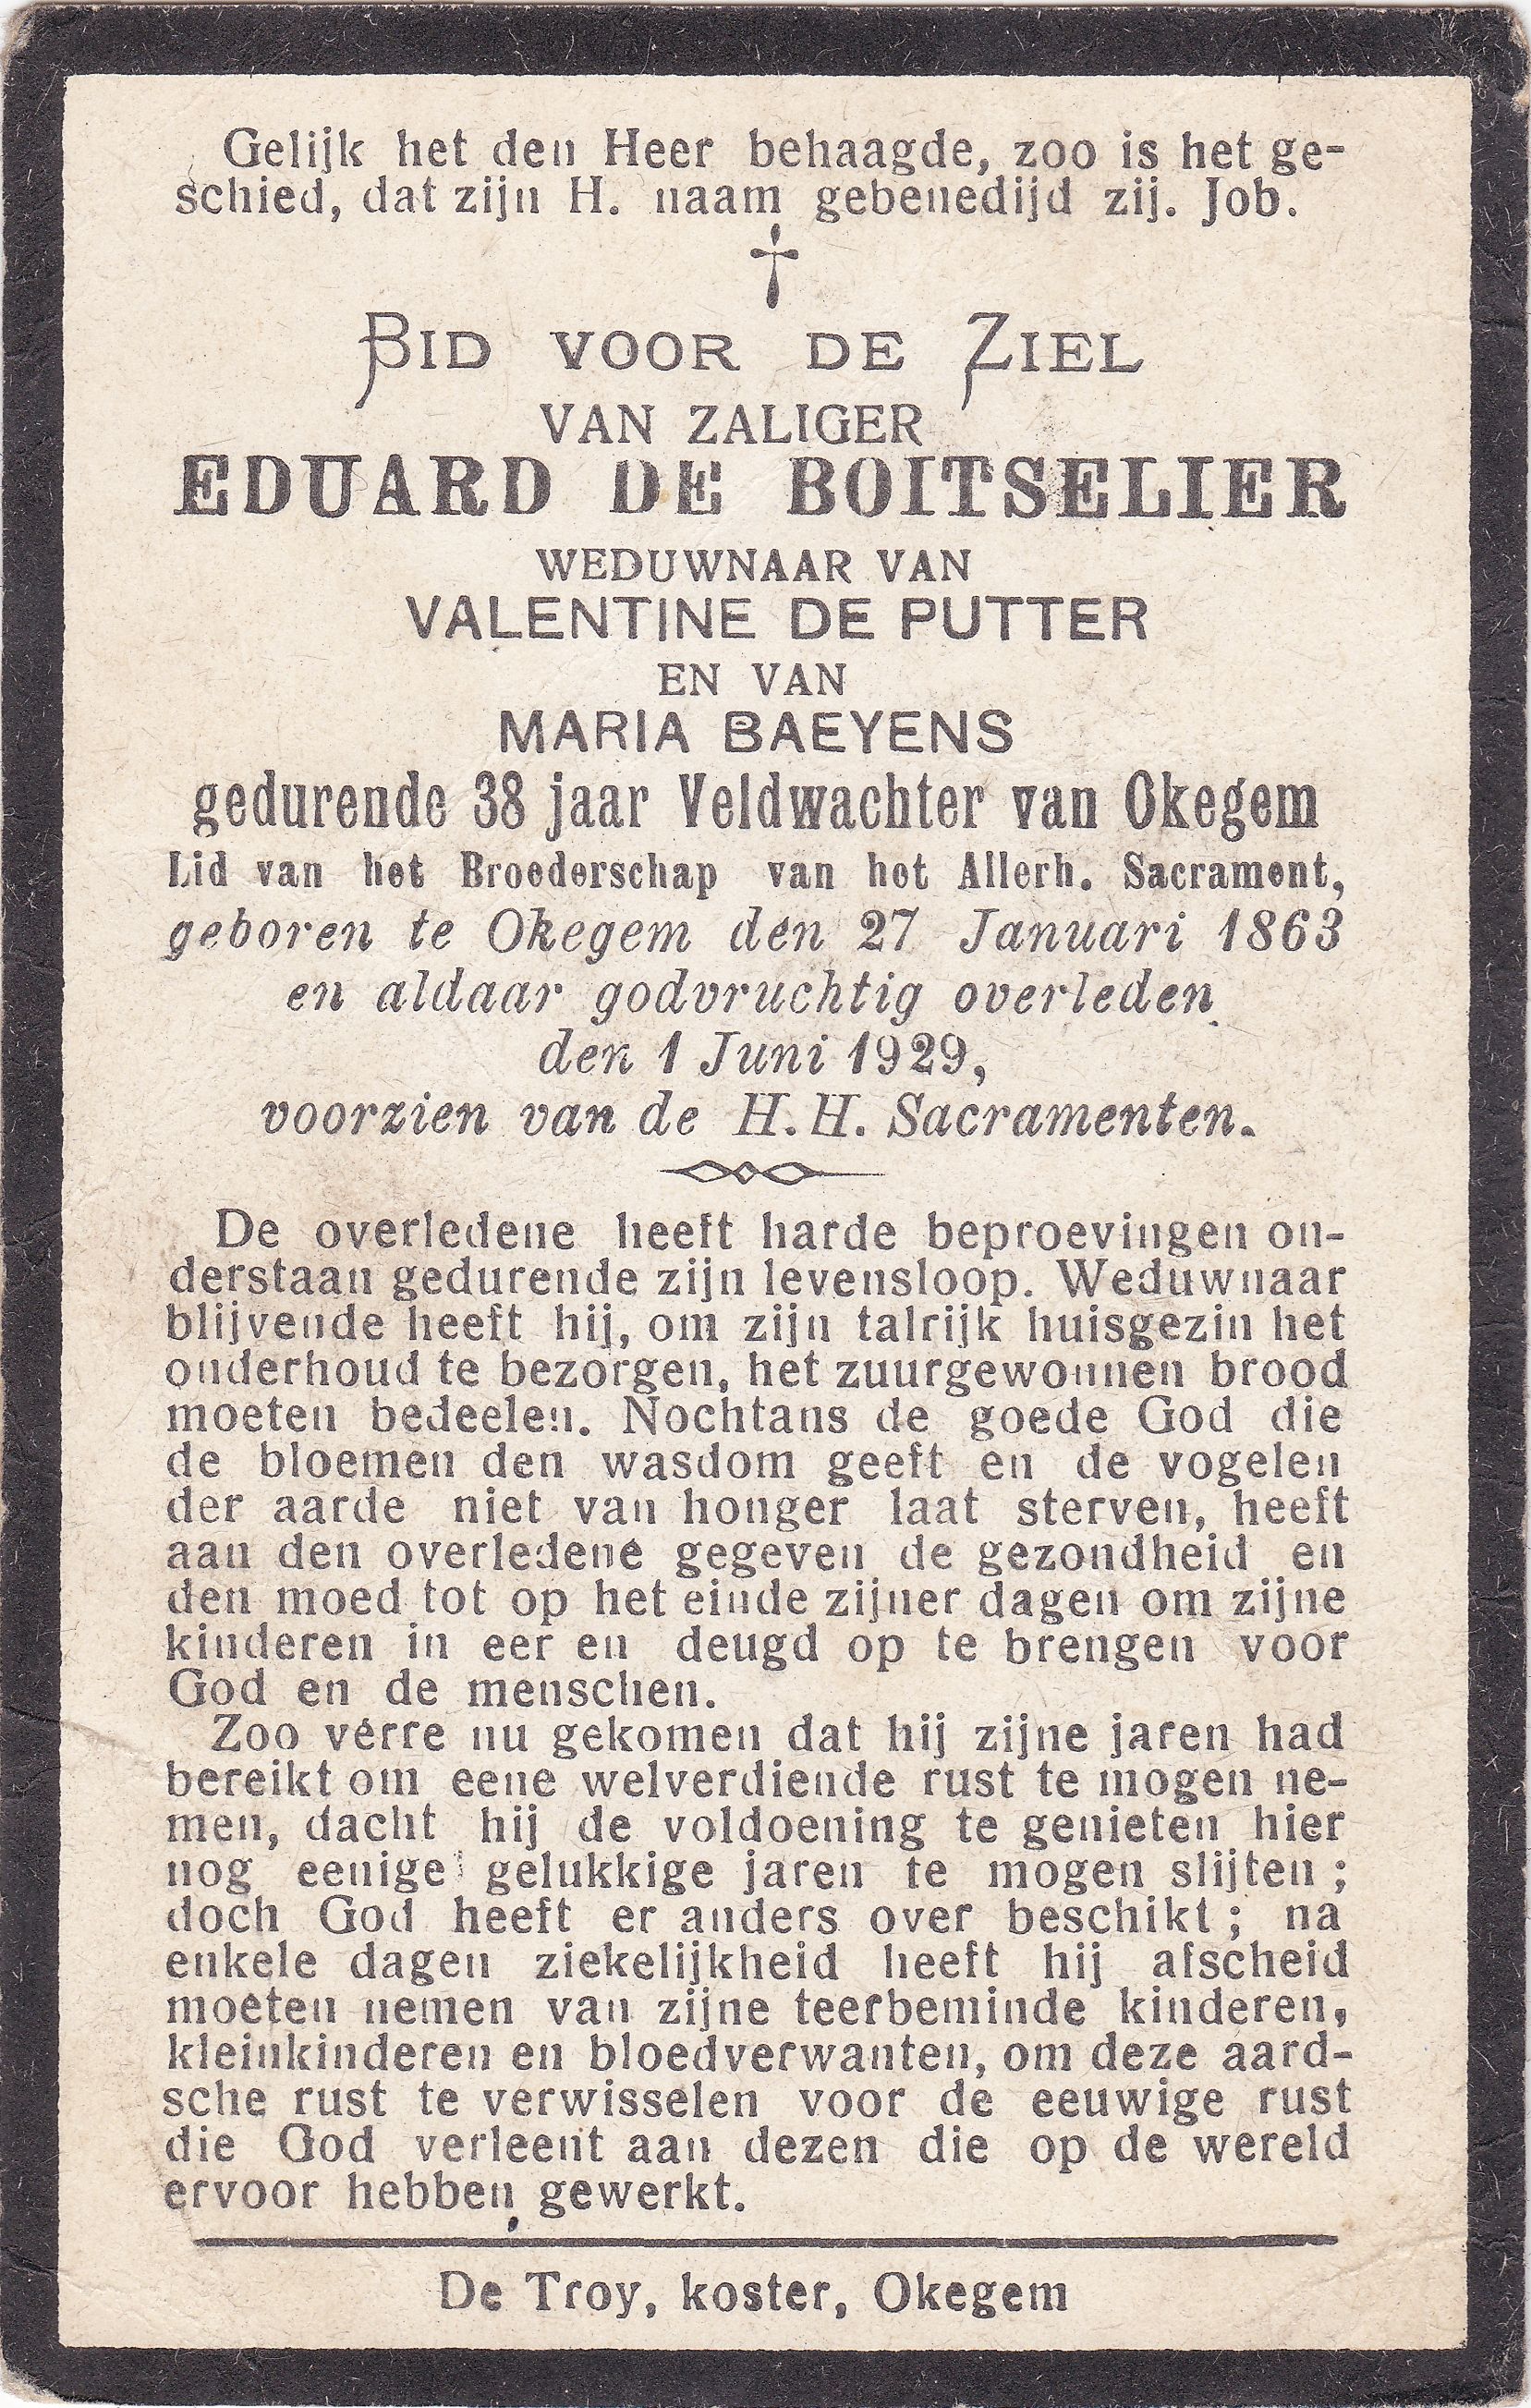 Gelijk het den Heer behaagde, zoo is het ge-
schied, dat zijn H. naam gebenedijd zij. Job.
BID VOOR DE ZIEL
VAN ZALIGER
EDUARD DE BOITSELIER
WEDUWNAAR VAN
VALENTINE DE PUTTER
EN VAN
MARIA BAEYENS
gedurende 38 jaar Veldwachter van Okegem
Lid van het Broederschap van het Allerh. Sacrament,
geboren te Okegem den 27 Januari 1863
en aldaar godvruchtig overleden
den 1 Juni 1929,
voorzien van de H. H. Sacramenten.
De overledene heeft harde beproevingen on-
derstaan gedurende zijn levensloop. Weduwnaar
blijvende heeft hij, om zijn talrijk huisgezin het
onderhoud te bezorgen, het zuurgewonnen brood
moeten bedeelen. Nochtans de goede God die
de bloemen den wasdom geeft en de vogelen
der aarde niet van honger laat sterven, heeft
aan den overledene gegeven de gezondheid en
den moed tot op het einde zijner dagen om zijne
kinderen in eer en deugd op te brengen voor
God en de menschen.
Zoo verre nu gekomen dat hij zijne jaren had
bereikt om eene welverdiende rust te mogen ne-
men, dacht hij de voldoening te genieten hier
nog eenige gelukkige jaren te mogen slijten ;
doch God heeft er anders over beschikt ; na
enkele dagen ziekelijkheid heeft hij afscheid
moeten nemen van zijne teerbeminde kinderen,
kleinkinderen en bloedverwanten, om deze aard-
sche rust te verwisselen voor de eeuwige rust
die God verleent aan dezen die op de wereld
ervoor hebben gewerkt.
De Troy, koster, Okegem